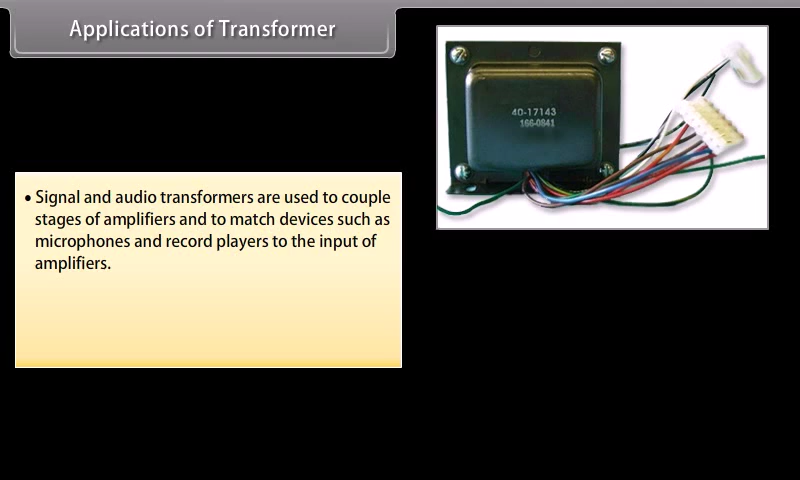 Applications of Transformer
• Signal and audio transformers are used to couple
stages of amplifiers and to match devices such as
microphones and record players to the input of
amplifiers.
40-17143
166-0841